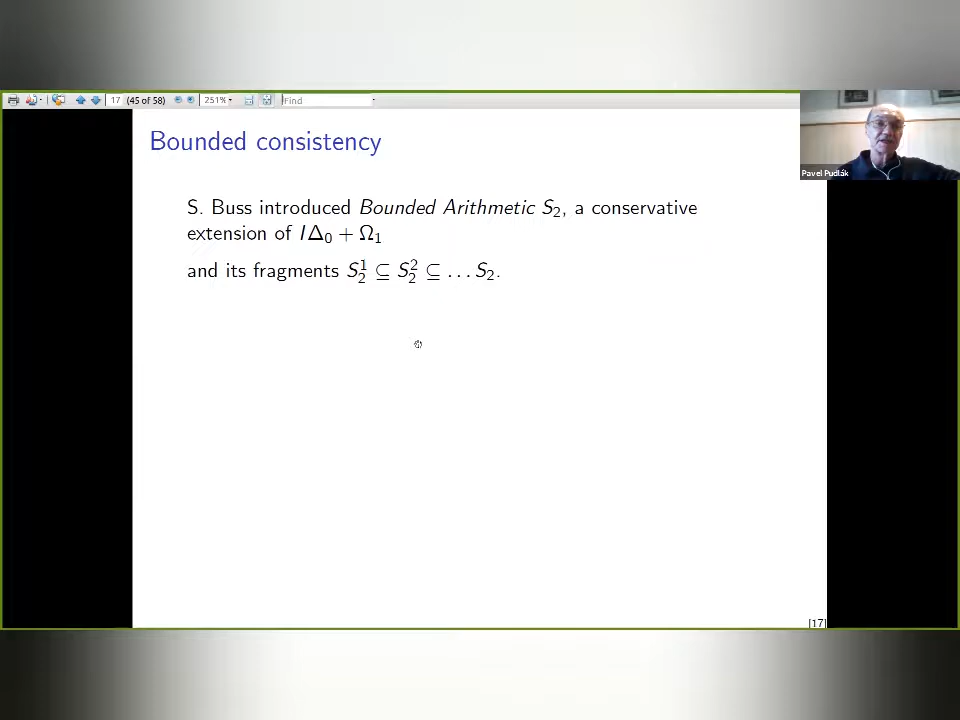 17 (45 of 58) 251% Find
Bounded consistency
Pavel Pudlák
S. Buss introduced Bounded Arithmetic S₂, a conservative
extension of IΔ₀ + Ω₁
and its fragments S₂¹ ⊆ S₂² ⊆ … S₂.
[17]